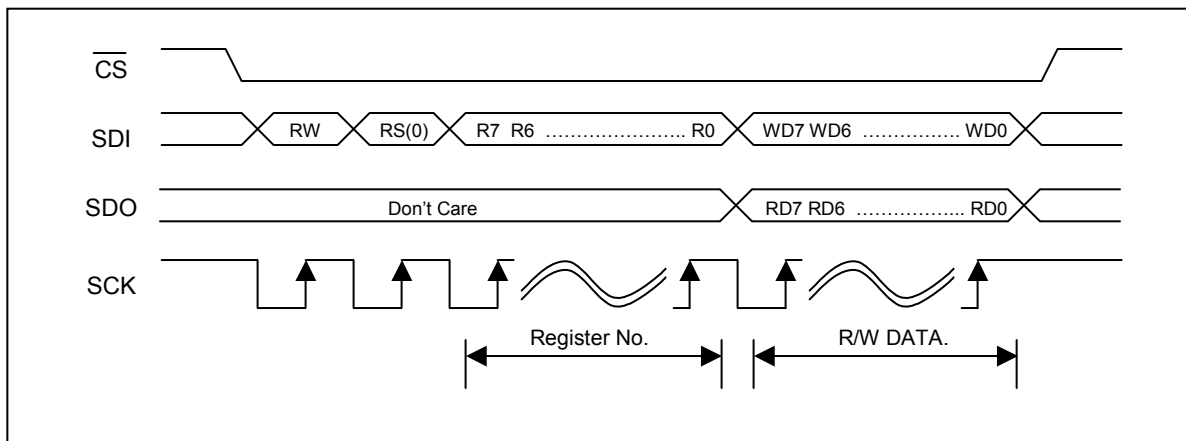 CS
SDI RW RS(0) R7 R6 ........................ R0 WD7 WD6 ................. WD0
SDO Don't Care RD7 RD6 .................. RD0
SCK
Register No. R/W DATA.